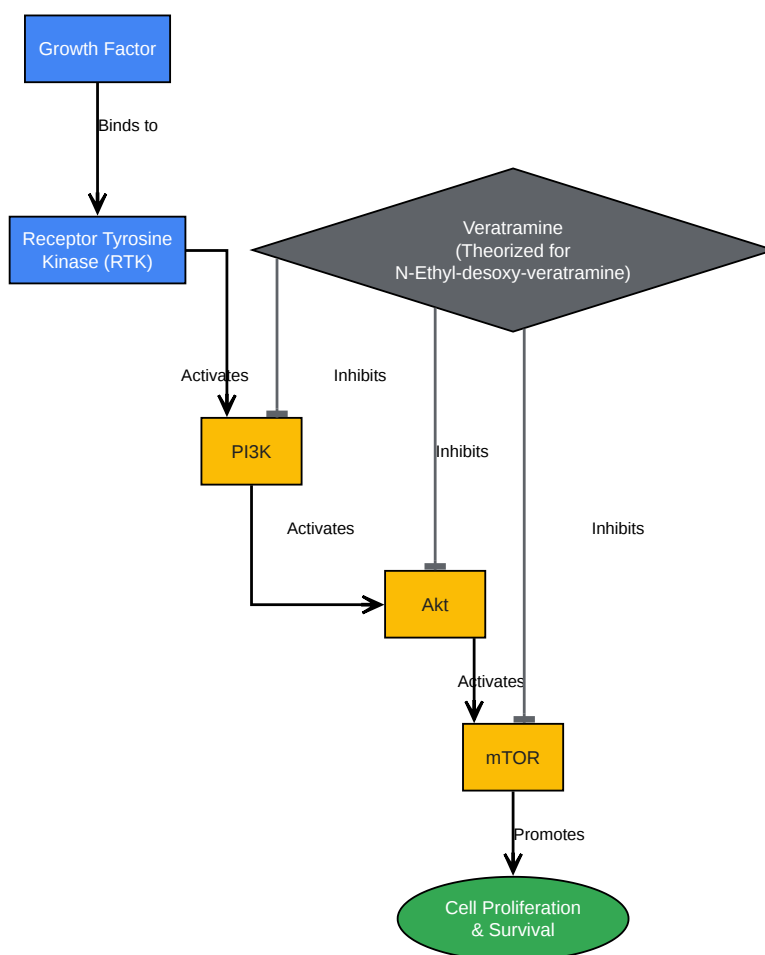 Growth Factor
Binds to
Receptor Tyrosine
Kinase (RTK)
Veratramine
(Theorized for
N-Ethyl-desoxy-veratramine)
Activates
Inhibits
PI3K
Inhibits
Activates
Inhibits
Akt
Activates
mTOR
Promotes
Cell Proliferation
& Survival